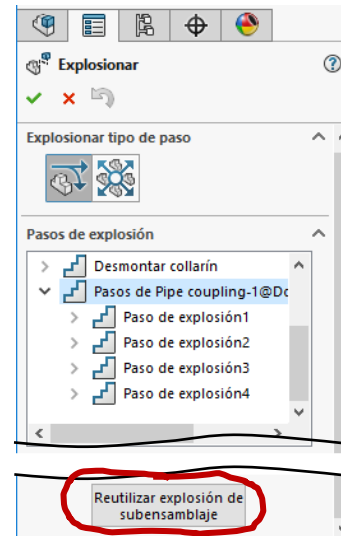 Explosionar
Explosionar tipo de paso
Pasos de explosión
Desmontar collarín
Pasos de Pipe coupling-1@Do
Paso de explosión1
Paso de explosión2
Paso de explosión3
Paso de explosión4
Reutilizar explosión de
subensamblaje